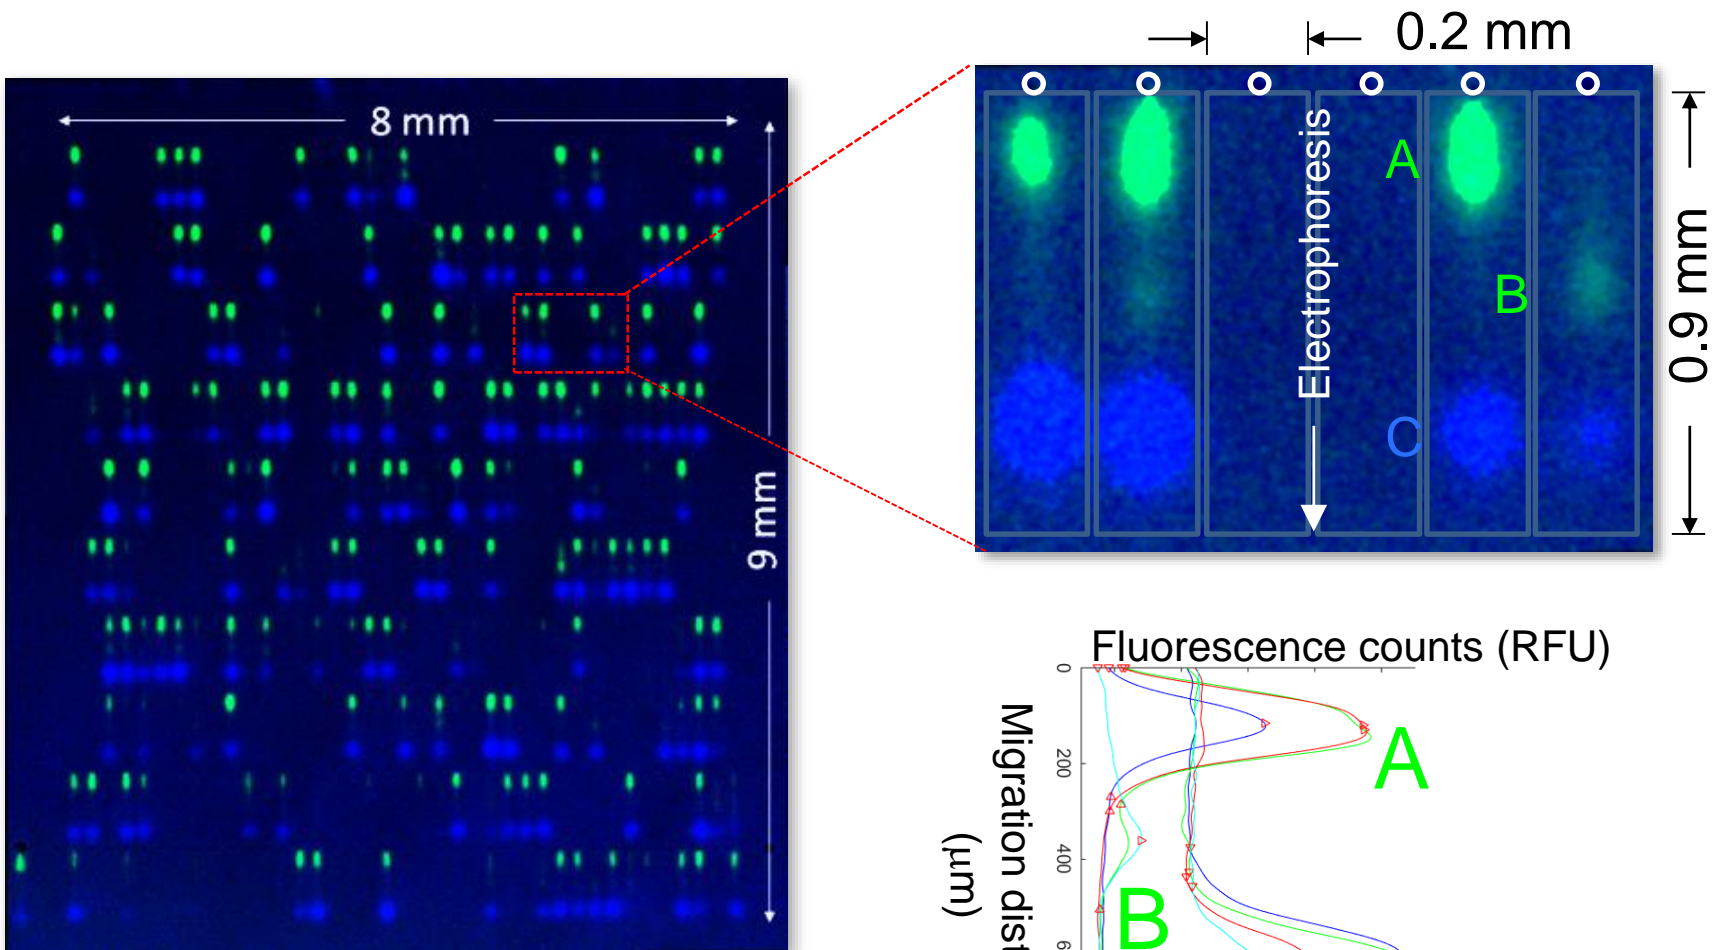 0.2 mm
8 mm
9 mm
A
B
C
Electrophoresis
0.9 mm
Fluorescence counts (RFU)
0
200
400
6
Migration dist
(μm)
A
B